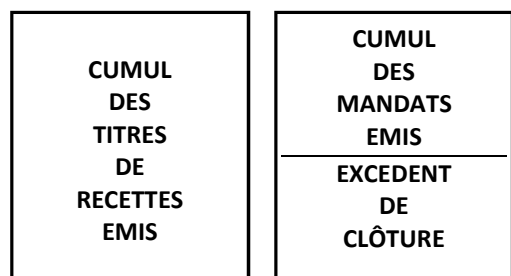 CUMUL
DES
TITRES
DE
RECETTES
EMIS
CUMUL
DES
MANDATS
EMIS
EXCEDENT
DE
CLÔTURE